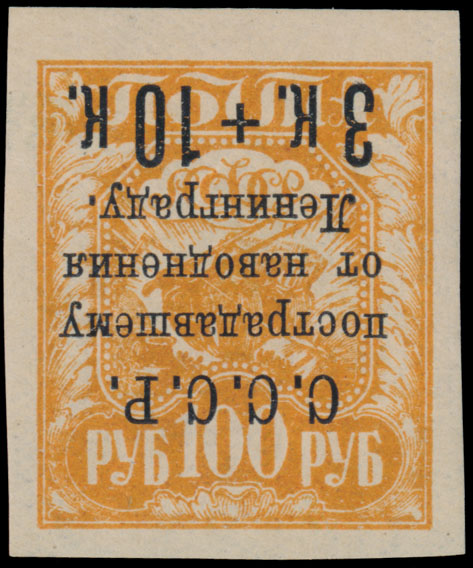 С.С.С.Р.
пострадавшему
от наводнения
Ленинграду.
3 к. + 10 к.
РУБ 100 РУБ